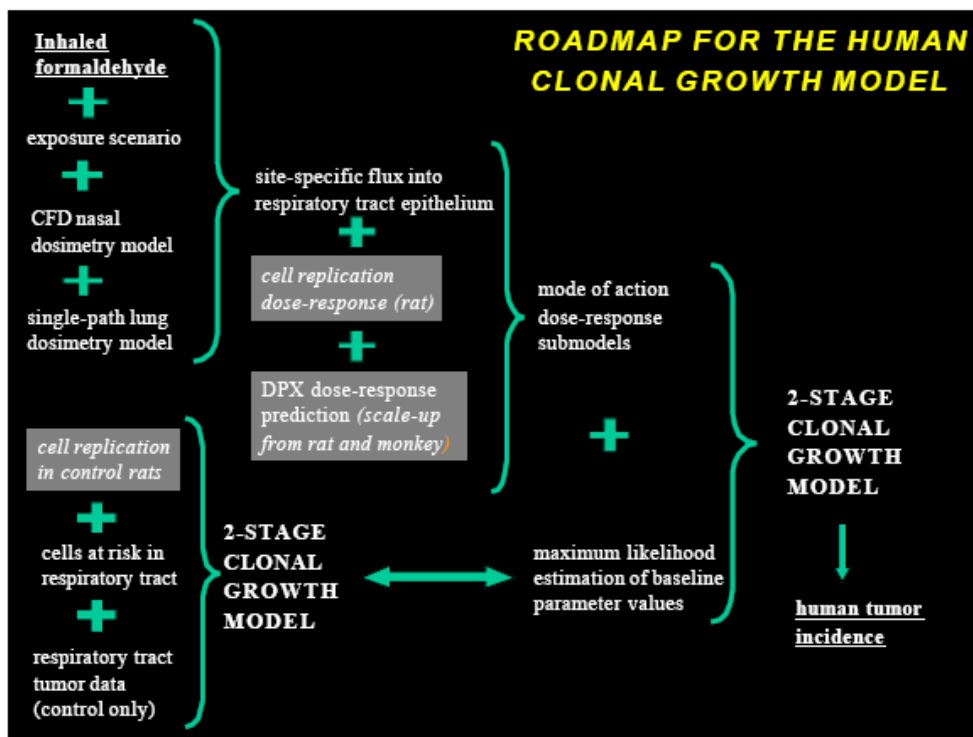 ROADMAP FOR THE HUMAN
CLONAL GROWTH MODEL
Inhaled
formaldehyde
exposure scenario
CFD nasal
dosimetry model
single-path lung
dosimetry model
site-specific flux into
respiratory tract epithelium
cell replication
dose-response (rat)
DPX dose-response
prediction (scale-up
from rat and monkey)
mode of action
dose-response
submodels
cell replication
in control rats
cells at risk in
respiratory tract
respiratory tract
tumor data
(control only)
2-STAGE
CLONAL
GROWTH
MODEL
maximum likelihood
estimation of baseline
parameter values
2-STAGE
CLONAL
GROWTH
MODEL
human tumor
incidence